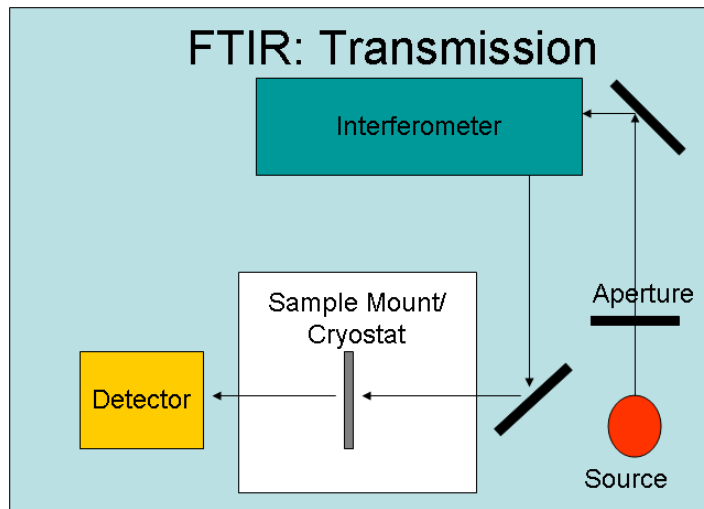 FTIR: Transmission
Interferometer
Aperture
Sample Mount/
Cryostat
Detector
Source